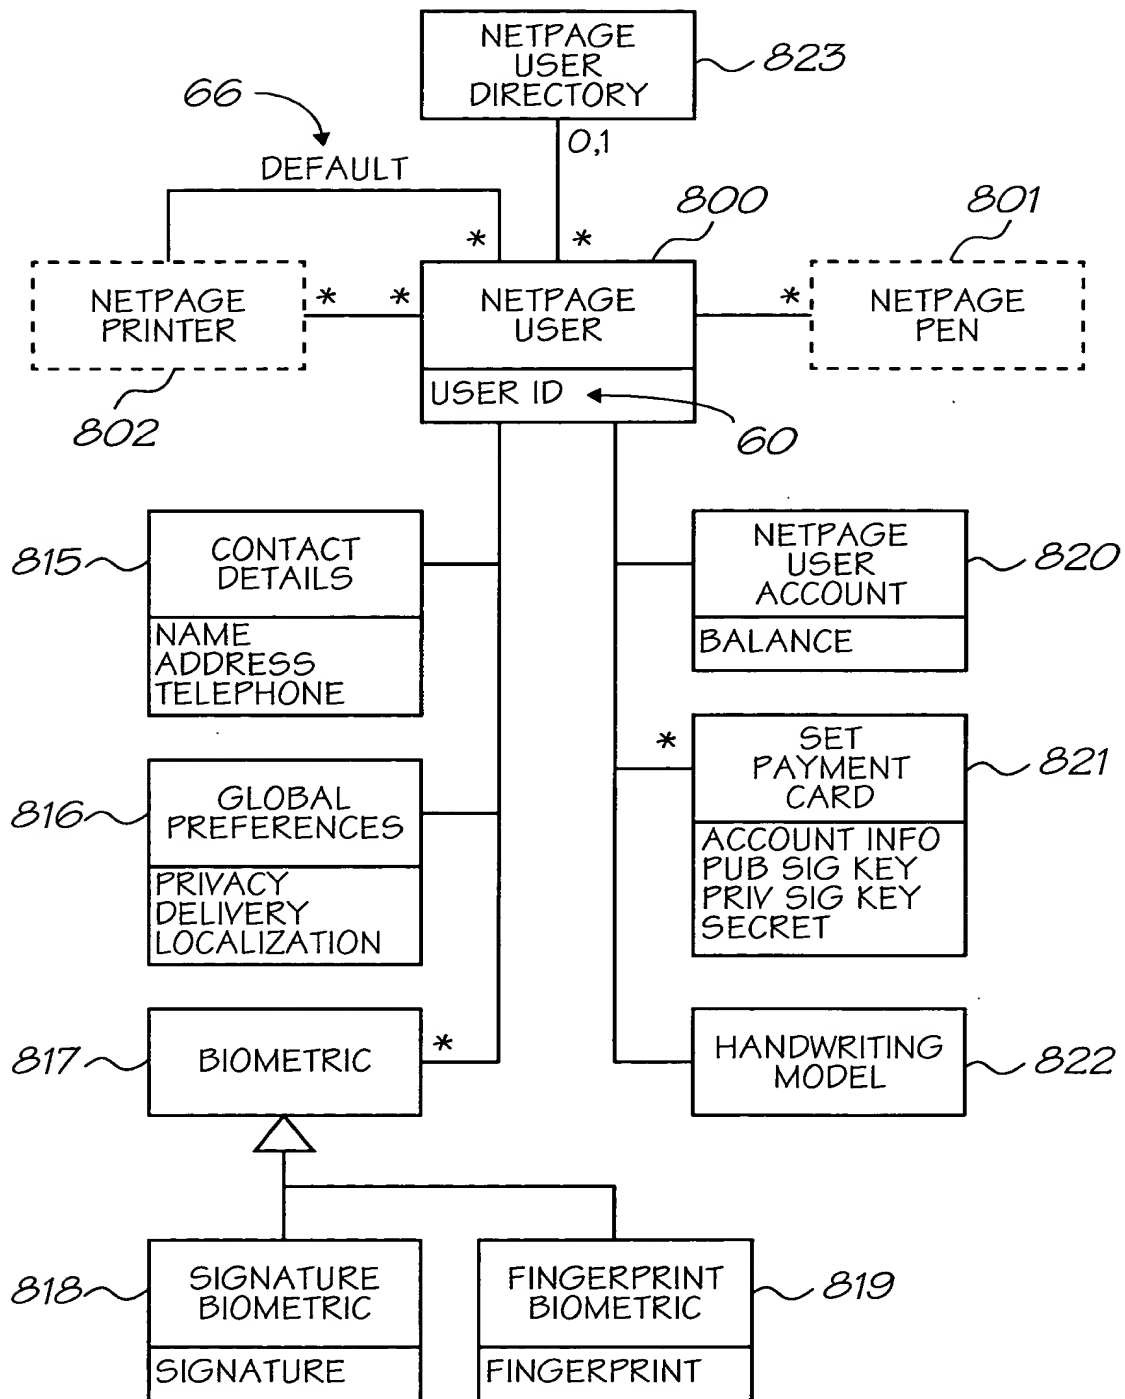 NETPAGE
USER
DIRECTORY
823
66
0,1
DEFAULT
800
801
*
*
NETPAGE
PRINTER
*
*
NETPAGE
USER
*
NETPAGE
PEN
USER ID
802
60
815
CONTACT
DETAILS
NAME
ADDRESS
TELEPHONE
NETPAGE
USER
ACCOUNT
820
BALANCE
*
SET
PAYMENT
CARD
821
ACCOUNT INFO
PUB SIG KEY
PRIV SIG KEY
SECRET
816
GLOBAL
PREFERENCES
PRIVACY
DELIVERY
LOCALIZATION
817
BIOMETRIC
*
HANDWRITING
MODEL
822
818
SIGNATURE
BIOMETRIC
SIGNATURE
FINGERPRINT
BIOMETRIC
819
FINGERPRINT